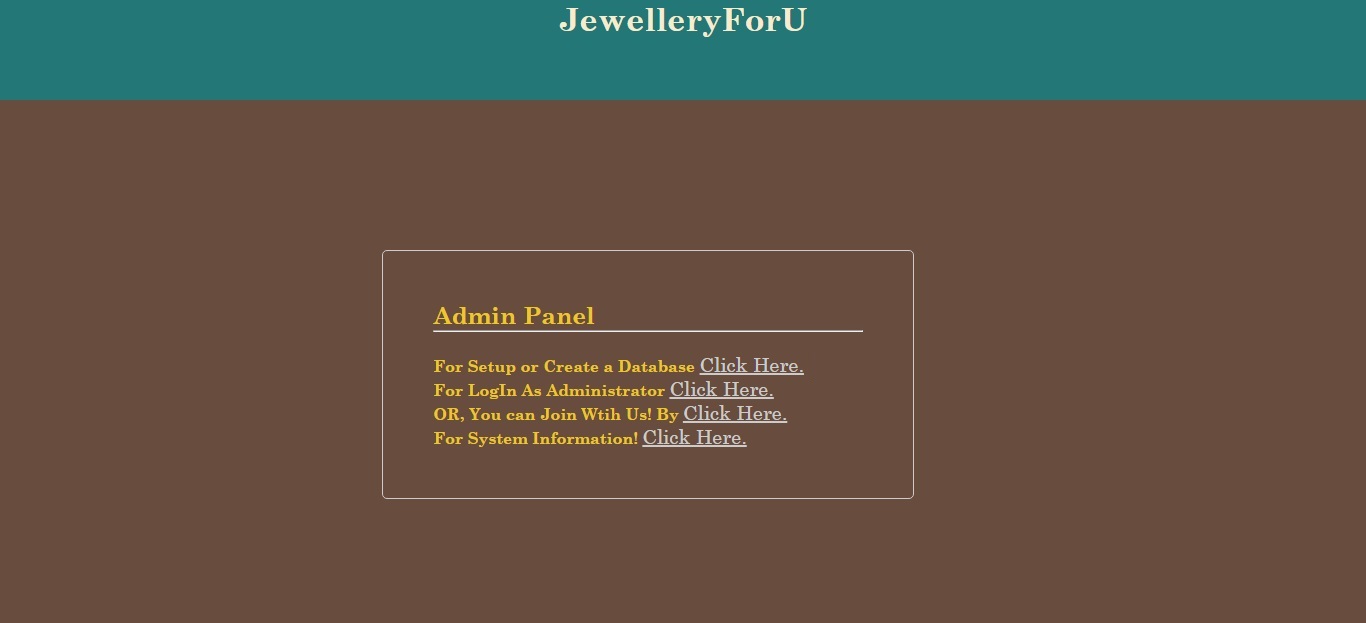 JewelleryForU
Admin Panel
For Setup or Create a Database Click Here.
For LogIn As Administrator Click Here.
OR, You can Join Wtih Us! By Click Here.
For System Information! Click Here.